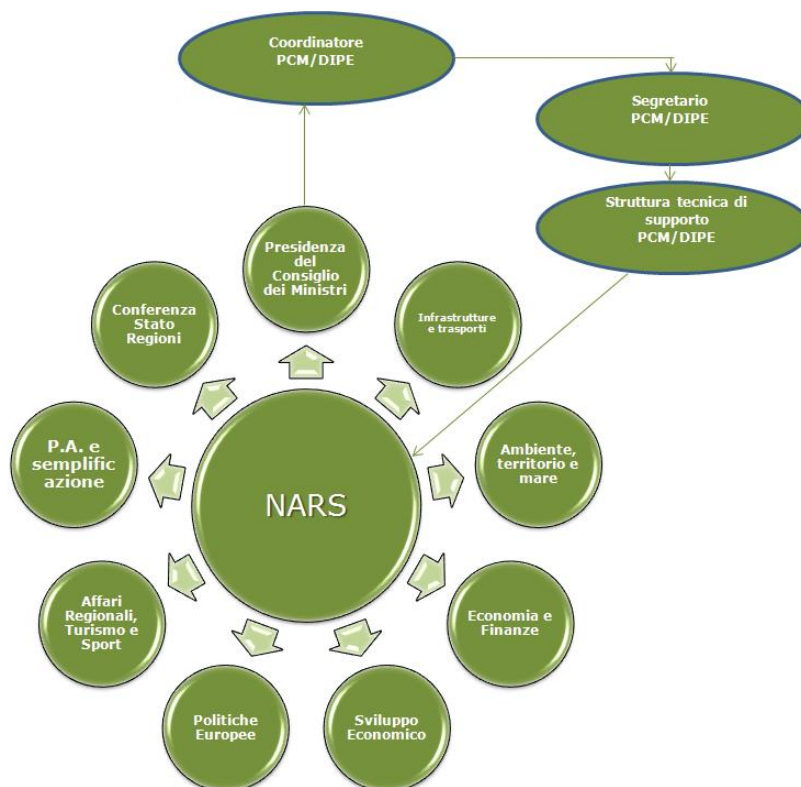 Coordinatore
PCM/DIPE
Segretario
PCM/DIPE
Struttura tecnica di
supporto
PCM/DIPE
Presidenza
del
Consiglio
dei Ministri
Infrastrutture
e trasporti
Ambiente,
territorio e
mare
Economia e
Finanze
Sviluppo
Economico
Politiche
Europee
Affari
Regionali,
Turismo e
Sport
P.A. e
semplific
azione
Conferenza
Stato
Regioni
NARS